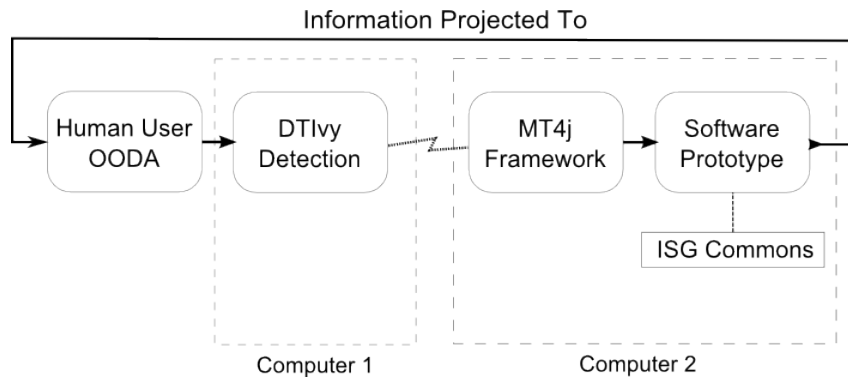 Information Projected To
Human User
OODA
DTIvy
Detection
MT4j
Framework
Software
Prototype
ISG Commons
Computer 1
Computer 2